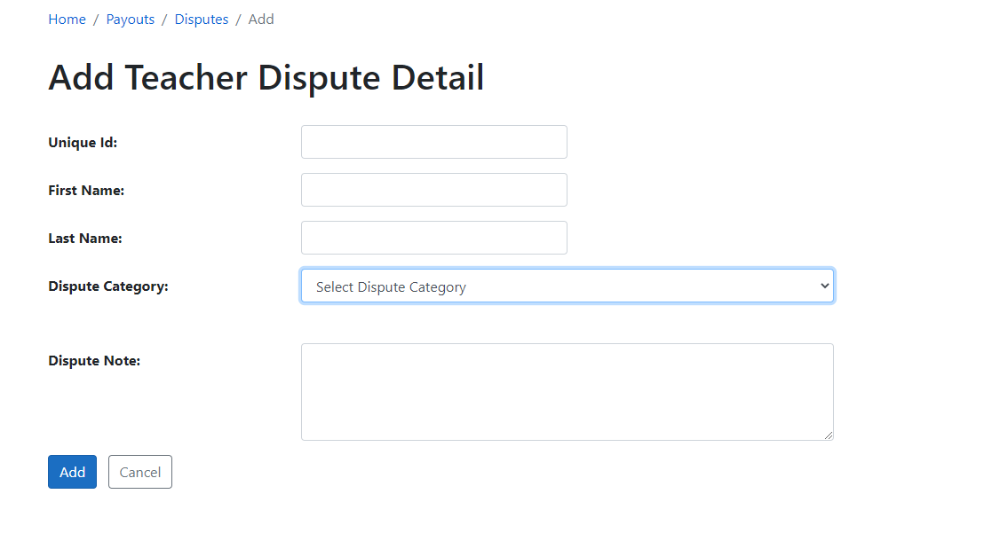 Home / Payouts / Disputes / Add
Add Teacher Dispute Detail
Unique Id:
First Name:
Last Name:
Dispute Category: Select Dispute Category
Dispute Note:
Add Cancel